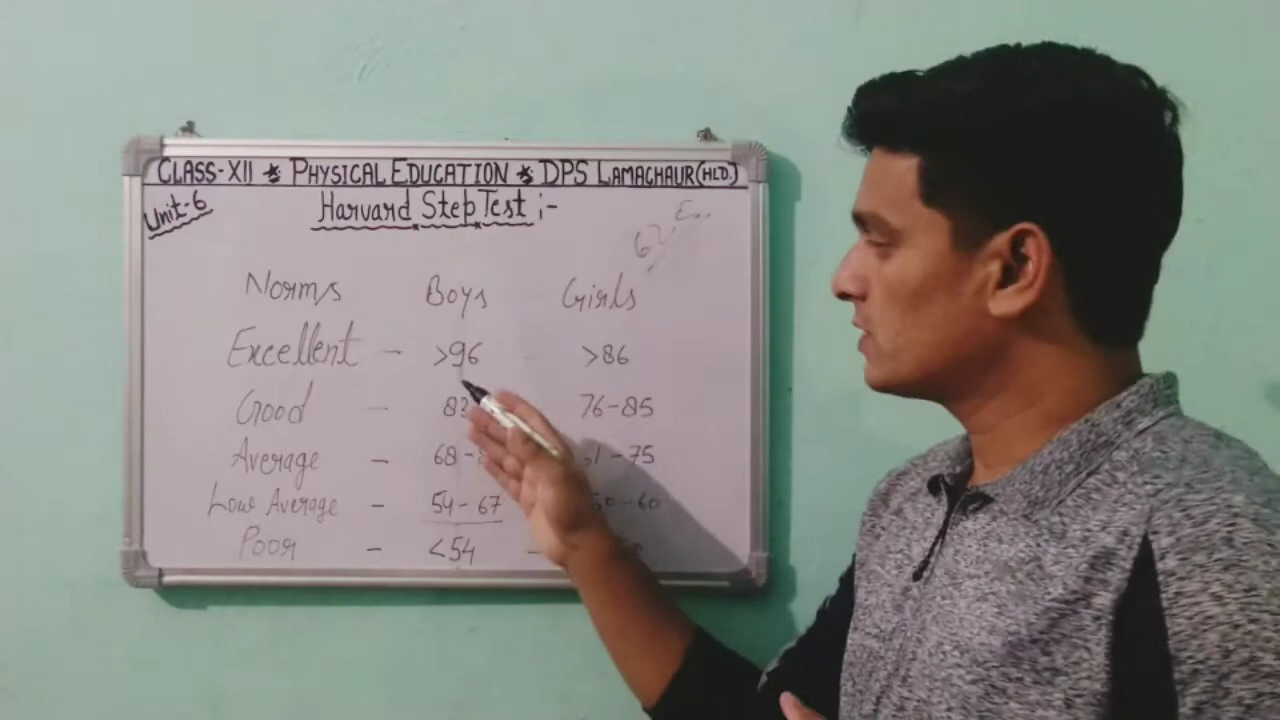 CLASS-XII * PHYSICAL EDUCATION * DPS LAMACHAUR (HLD.)
Unit-6
Harvard Step Test :-
Norms Boys Girls
Excellent - >96 - >86
Good - 76-85
Average - 68- -75
Low Average - 54-67 50-60
Poor - <54 -